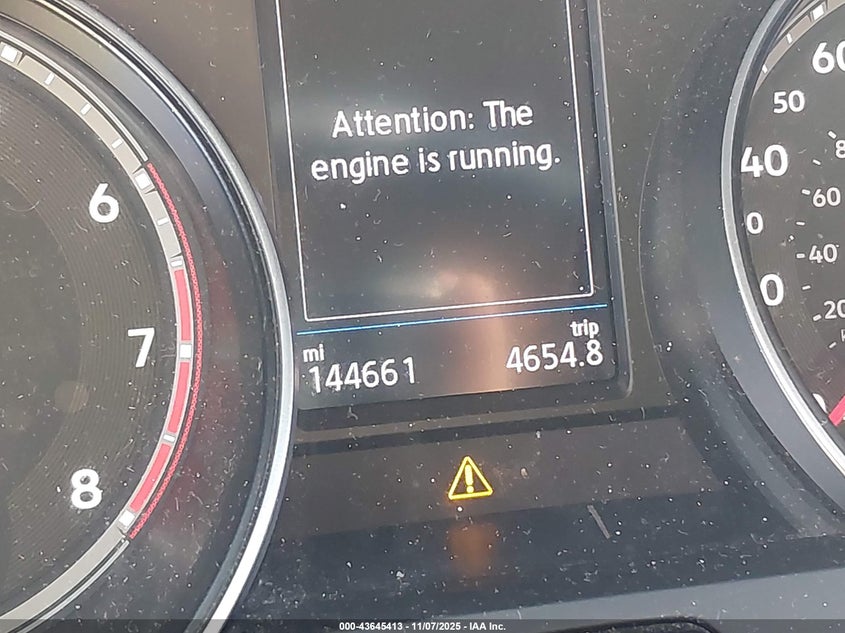 Attention: The
engine is running.
mi
144661
trip
4654.8
6
7
8
60
50
40
0
0
60
40
20
000-43645413 - 11/07/2025 - IAA Inc.